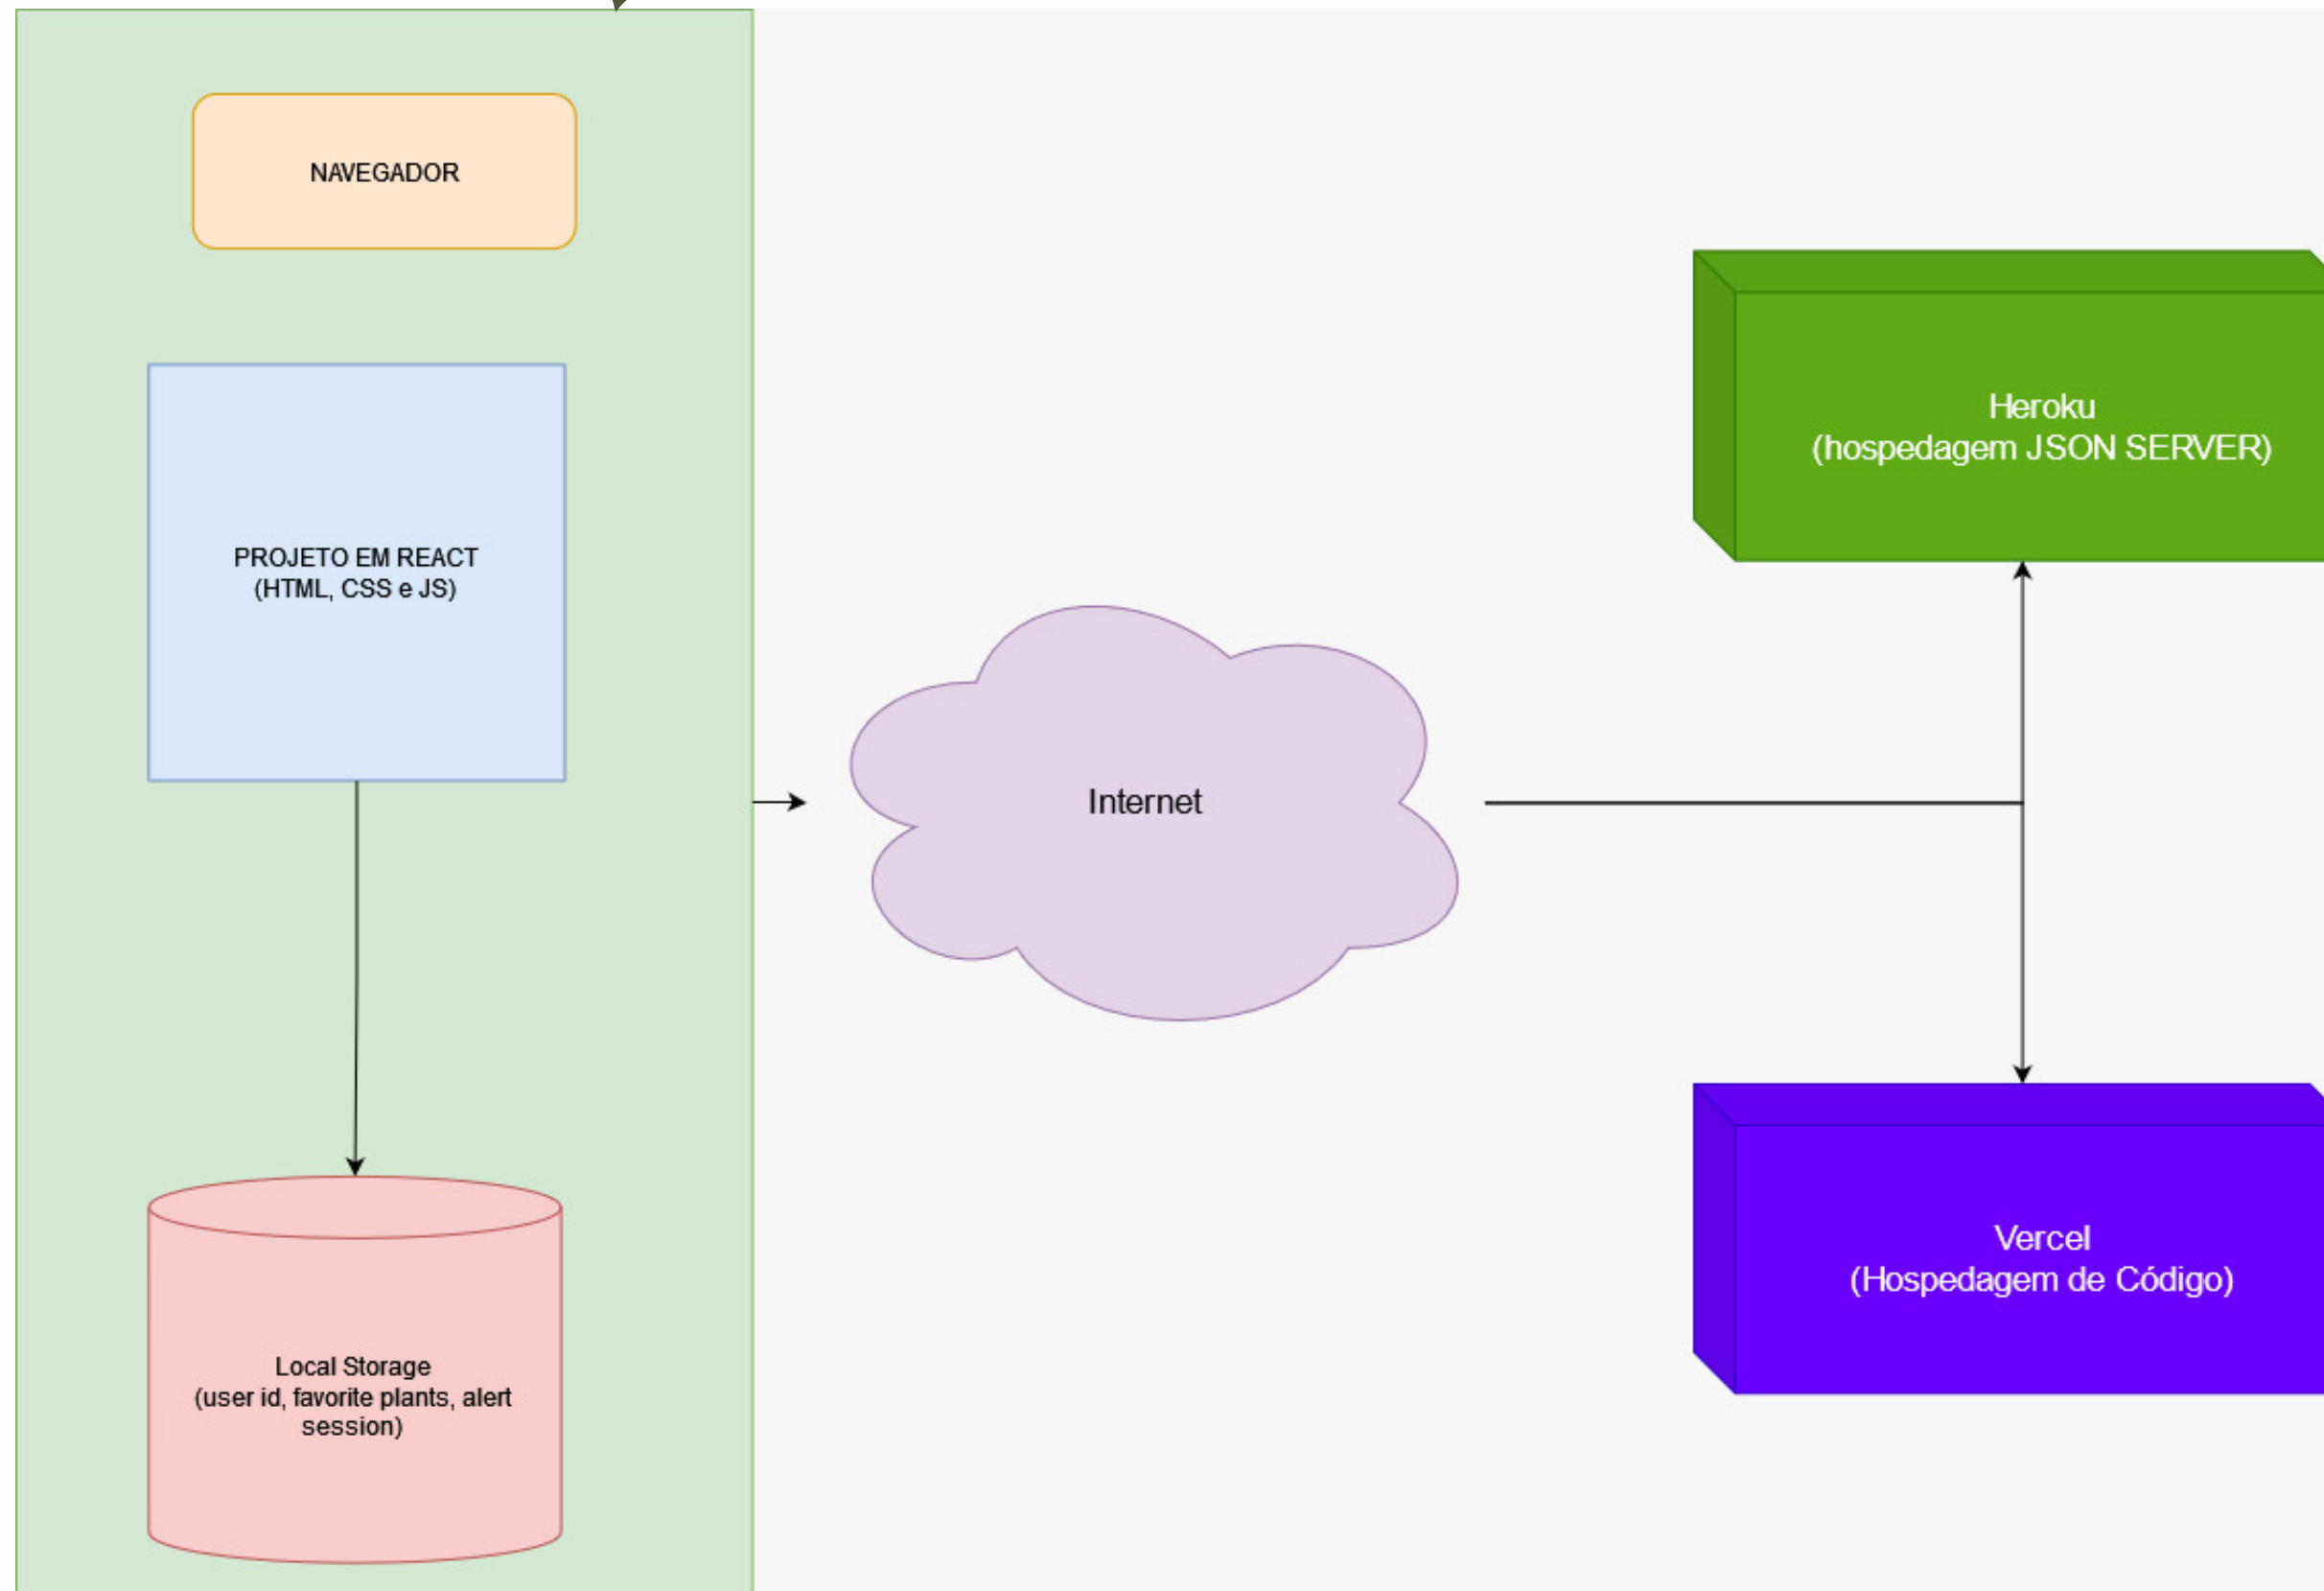 NAVEGADOR
PROJETO EM REACT
(HTML, CSS e JS)
Local Storage
(user id, favorite plants, alert
session)
Internet
Heroku
(hospedagem JSON SERVER)
Vercel
(Hospedagem de Código)